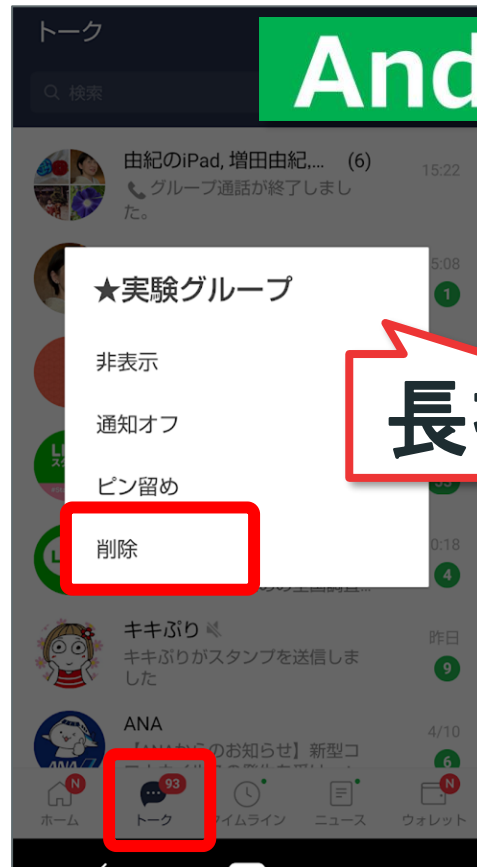 トーク
And
検索
由紀のiPad, 増田由紀,... (6)
15:22
グループ通話が終了しまし
た。
5:08
1
★実験グループ
非表示
通知オフ
ピン留め
削除
長
0:18
4
キキぷり
昨日
キキぷりがスタンプを送信しま
した
9
ANA
4/10
【ANAからのお知らせ】新型コ
6
N
93
N
ホーム
トーク
タイムライン
ニュース
ウォレット